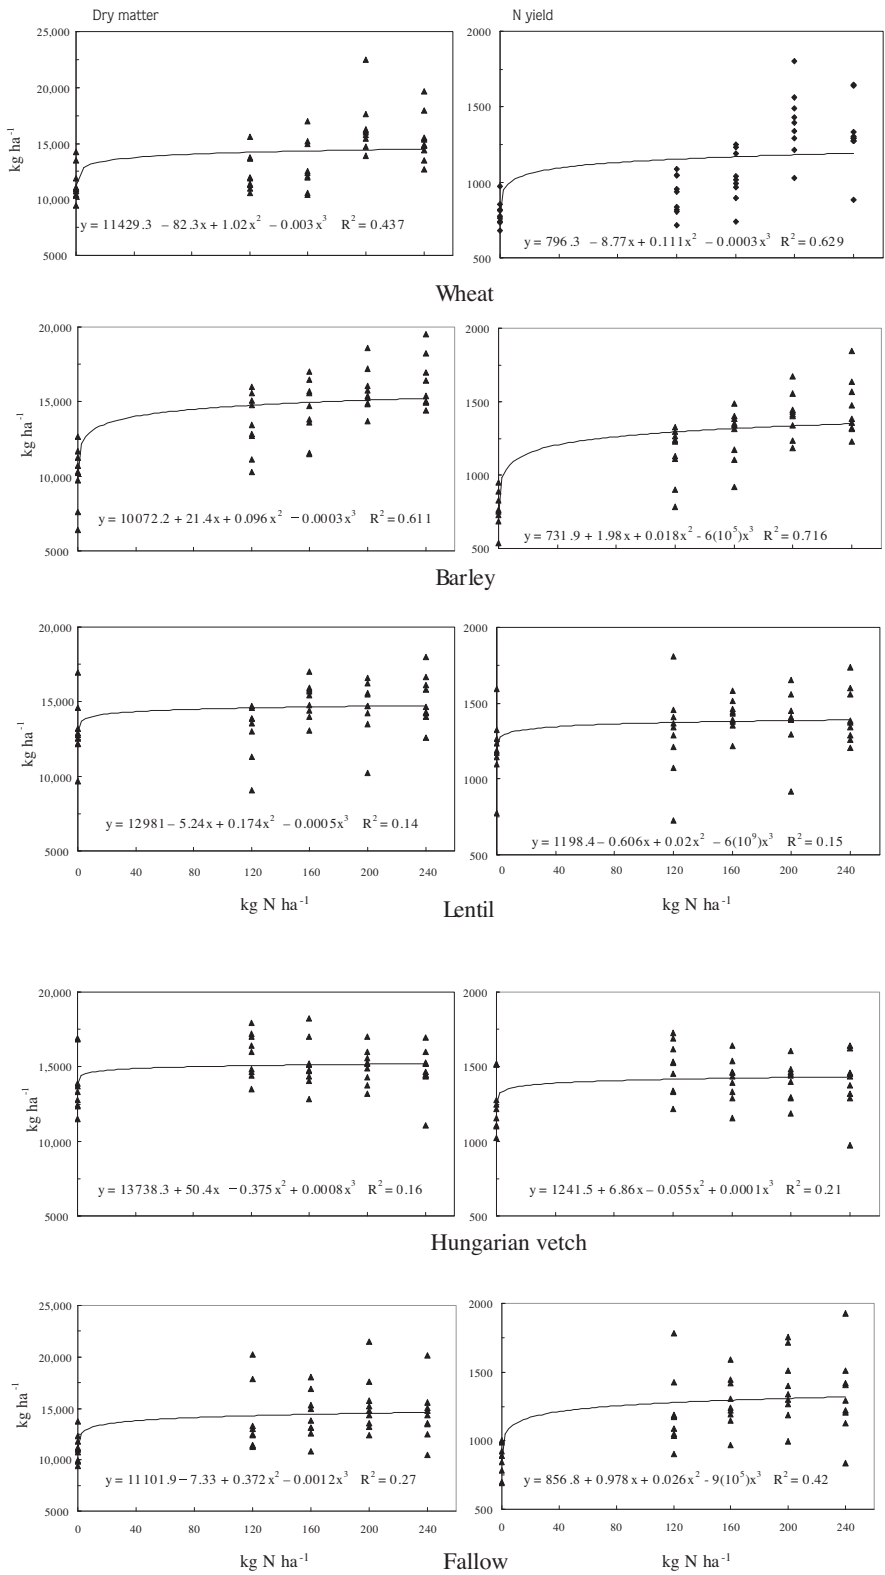 Dry matter
N yield
25,000
20,000
15,000
10,000
5000
kg ha⁻¹
y = 11429.3 – 82.3x + 1.02x² – 0.003x³ R² = 0.437
2000
1500
1000
500
y = 796.3 – 8.77x + 0.111x² – 0.0003x³ R² = 0.629
Wheat
20,000
15,000
10,000
5000
kg ha⁻¹
y = 10072.2 + 21.4x + 0.096x² – 0.0003x³ R² = 0.611
2000
1500
1000
500
y = 731.9 + 1.98x + 0.018x² - 6(10⁵)x³ R² = 0.716
Barley
20,000
15,000
10,000
5000
kg ha⁻¹
y = 12981 – 5.24x + 0.174x² – 0.0005x³ R² = 0.14
0 40 80 120 160 200 240
kg N ha⁻¹
2000
1500
1000
500
y = 1198.4 – 0.606x + 0.02x² – 6(10⁹)x³ R² = 0.15
0 40 80 120 160 200 240
kg N ha⁻¹
Lentil
20,000
15,000
10,000
5000
kg ha⁻¹
y = 13738.3 + 50.4x – 0.375x² + 0.0008x³ R² = 0.16
2000
1500
1000
500
y = 1241.5 + 6.86x – 0.055x² + 0.0001x³ R² = 0.21
Hungarian vetch
25,000
20,000
15,000
10,000
5000
kg ha⁻¹
y = 11101.9 – 7.33 + 0.372x² – 0.0012x³ R² = 0.27
0 40 80 120 160 200 240
kg N ha⁻¹
2000
1500
1000
500
y = 856.8 + 0.978x + 0.026x² - 9(10⁵)x³ R² = 0.42
0 40 80 120 160 200 240
kg N ha⁻¹
Fallow